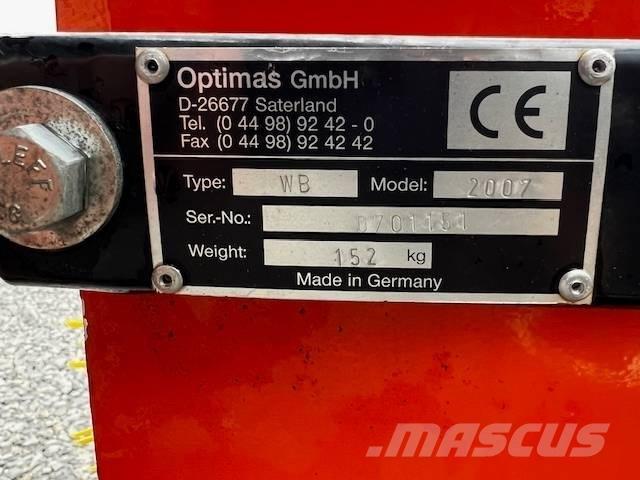 Optimas GmbH
D-26677 Saterland
Tel. (0 44 98) 92 42 - 0
Fax (0 44 98) 92 42 42
CE
Type: WB Model: 2007
Ser.-No.: B701151
Weight: 152 kg
Made in Germany
MASCUS